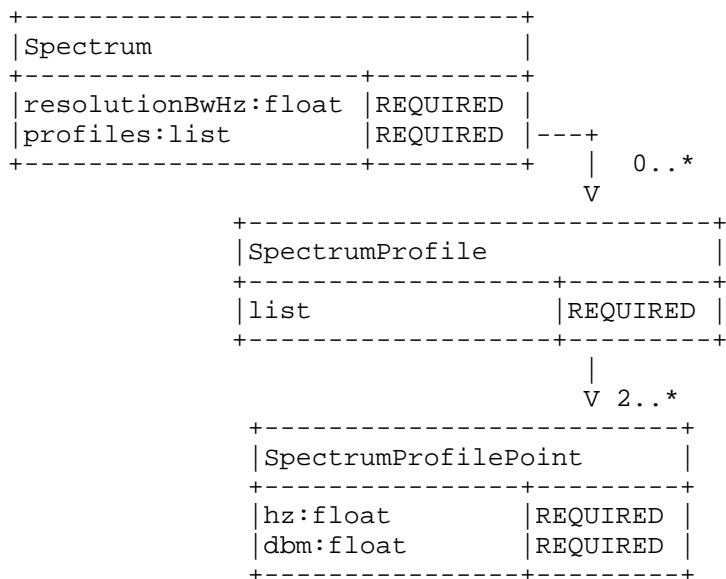 +-------------------------------+
|Spectrum                       |
+---------------------+---------+
|resolutionBwHz:float |REQUIRED |
|profiles:list        |REQUIRED |---+
+---------------------+---------+   |  0..*
                                    V
              +-----------------------------+
              |SpectrumProfile              |
              +-------------------+---------+
              |list               |REQUIRED |
              +-------------------+---------+
                                    |
                                    V 2..*
               +--------------------------+
               |SpectrumProfilePoint      |
               +----------------+---------+
               |hz:float        |REQUIRED |
               |dbm:float       |REQUIRED |
               +----------------+---------+